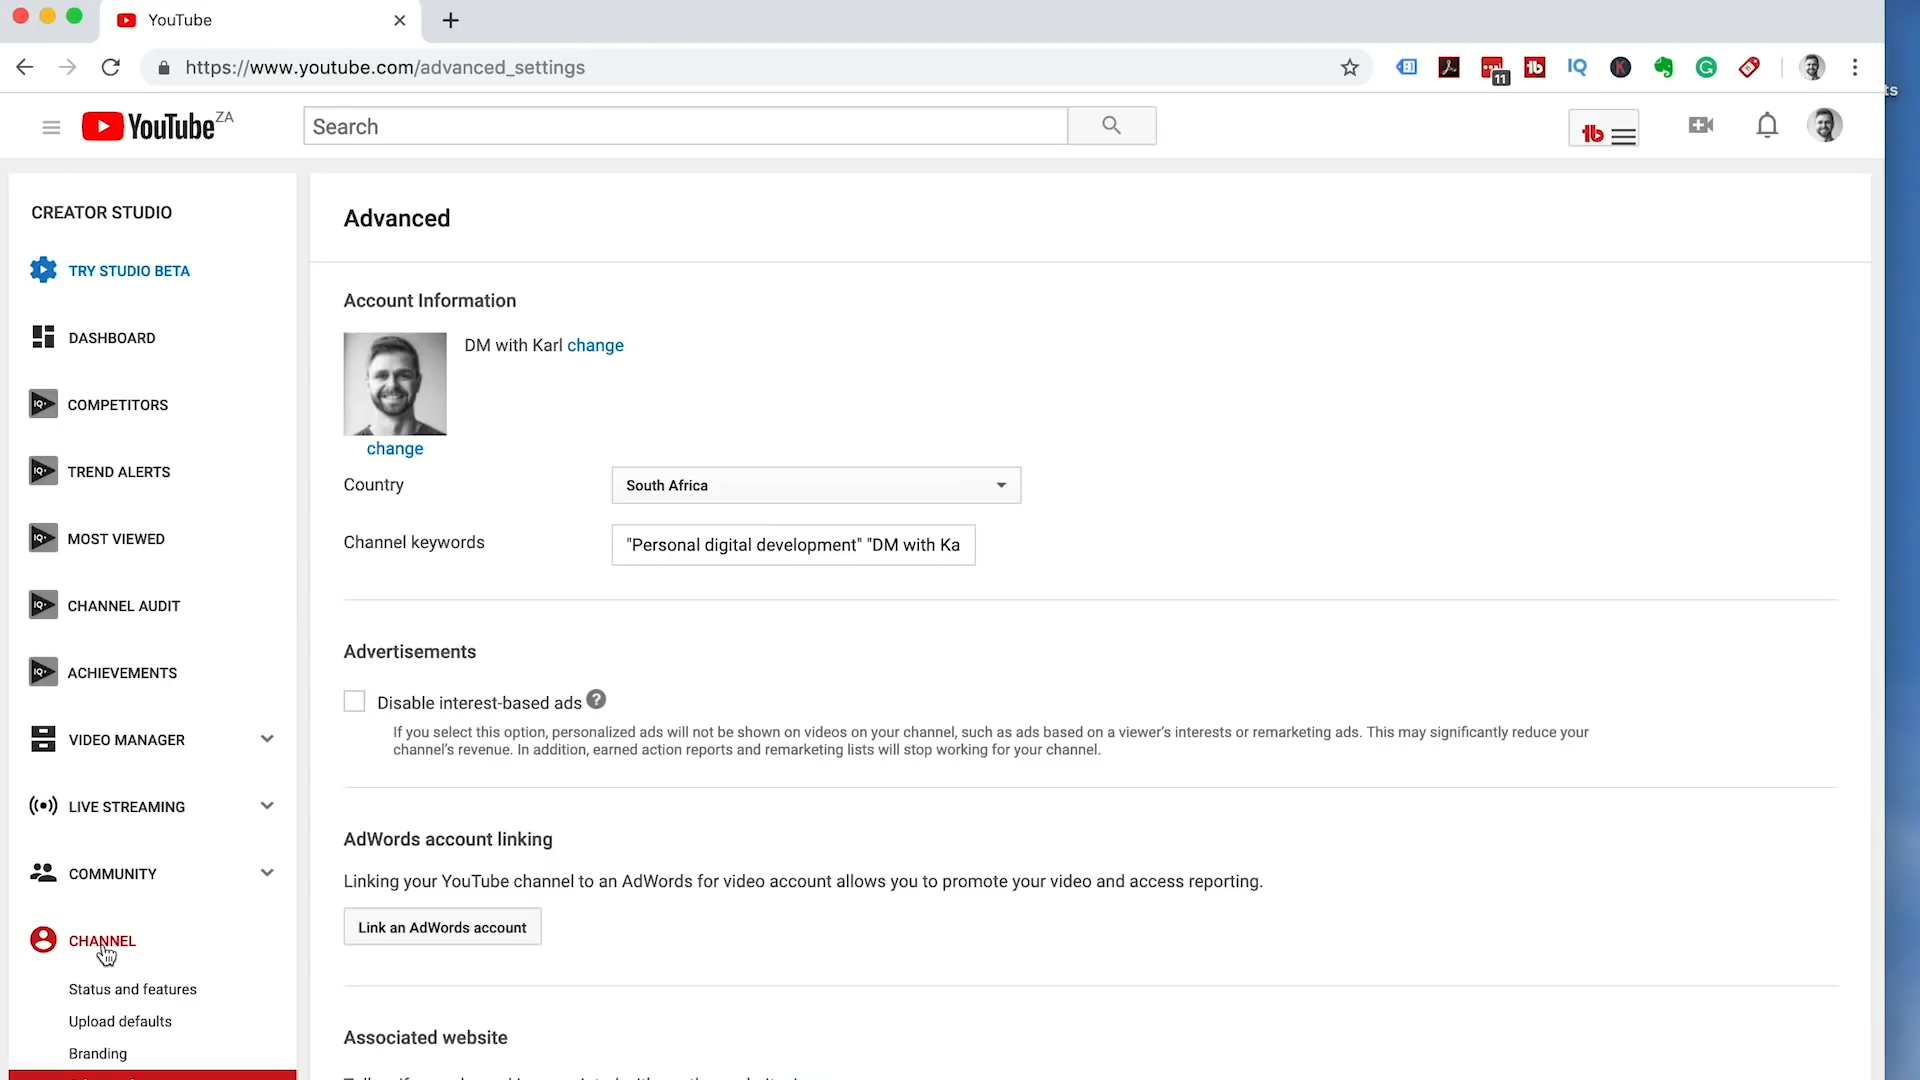 YouTube
https://www.youtube.com/advanced_settings
11
ts
YouTube ZA
Search
CREATOR STUDIO
TRY STUDIO BETA
DASHBOARD
COMPETITORS
TREND ALERTS
MOST VIEWED
CHANNEL AUDIT
ACHIEVEMENTS
VIDEO MANAGER
LIVE STREAMING
COMMUNITY
CHANNEL
Status and features
Upload defaults
Branding
Advanced
Account Information
DM with Karl change
change
Country
South Africa
Channel keywords
"Personal digital development" "DM with Ka
Advertisements
Disable interest-based ads ?
If you select this option, personalized ads will not be shown on videos on your channel, such as ads based on a viewer's interests or remarketing ads. This may significantly reduce your
channel's revenue. In addition, earned action reports and remarketing lists will stop working for your channel.
AdWords account linking
Linking your YouTube channel to an AdWords for video account allows you to promote your video and access reporting.
Link an AdWords account
Associated website